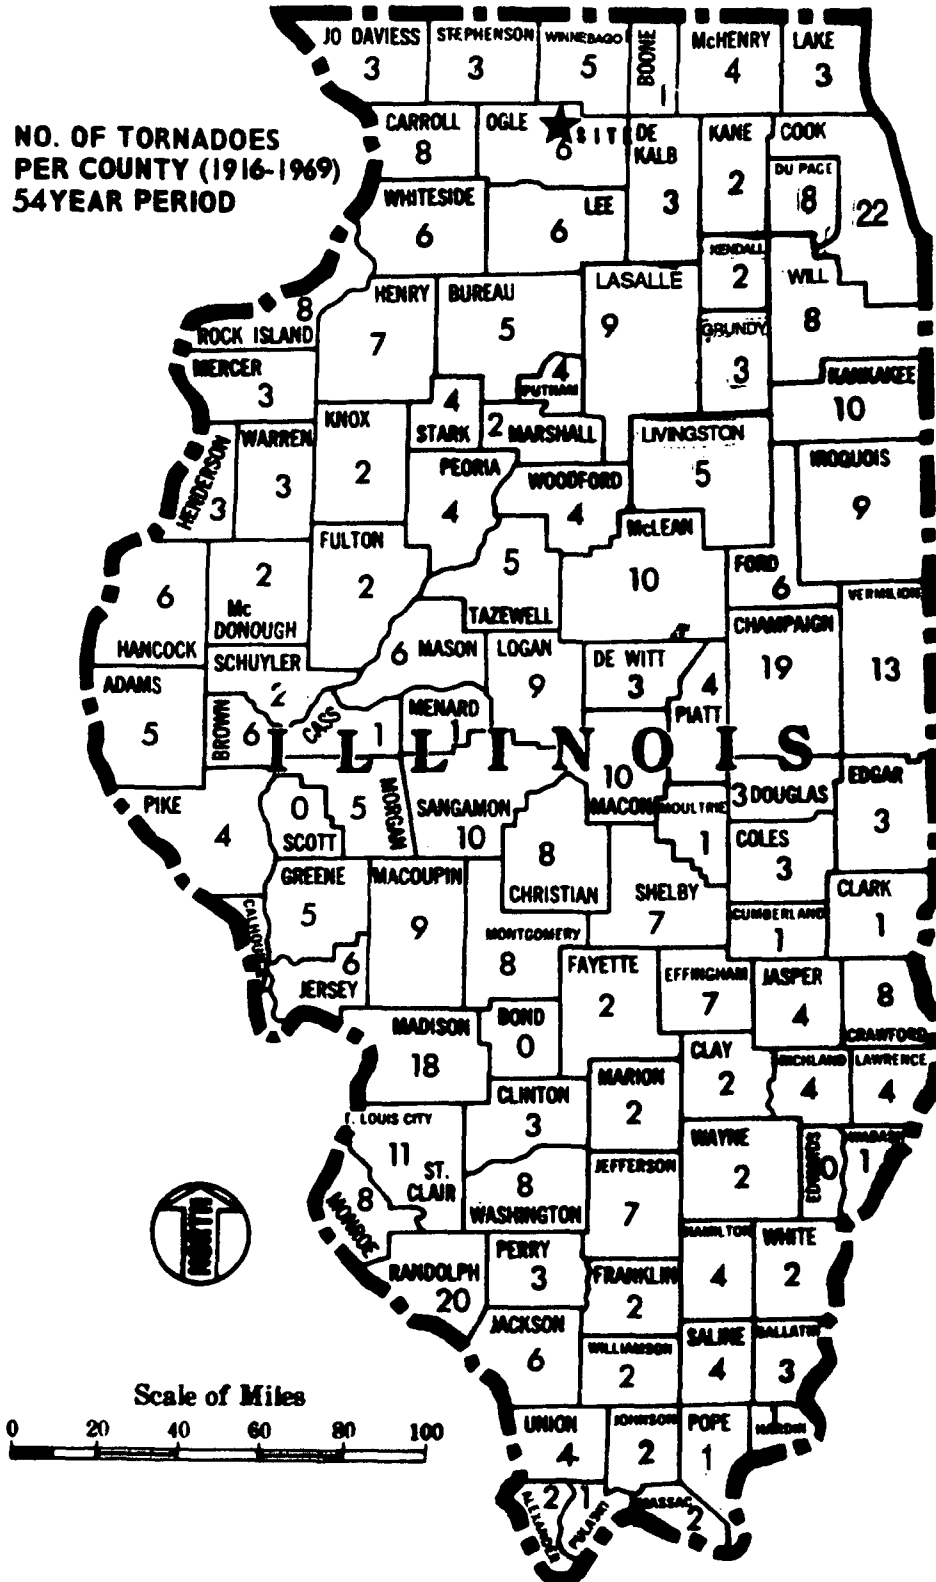 JO DAVIESS
3
STEPHENSON
3
WINNEBAGO
5
BOONE
1
McHENRY
4
LAKE
3
NO. OF TORNADOES
PER COUNTY (1916-1969)
54 YEAR PERIOD
CARROLL
8
OGLE
SITE
6
DE
KALB
3
KANE
2
COOK
22
DU PAGE
8
WHITESIDE
6
LEE
6
KENDALL
2
WILL
8
8
ROCK ISLAND
HENRY
7
BUREAU
5
LASALLE
9
GRUNDY
3
MERCER
3
4
PUTNAM
KANKAKEE
10
KNOX
2
4
STARK
2 MARSHALL
LIVINGSTON
5
HENDERSON
3
WARREN
3
PEORIA
4
WOODFORD
4
IROQUOIS
9
FULTON
2
McLEAN
10
FORD
6
6
HANCOCK
2
Mc
DONOUGH
5
TAZEWELL
VERMILION
13
CHAMPAIGN
19
SCHUYLER
2
6 MASON
LOGAN
9
DE WITT
3
4
PIATT
ADAMS
5
BROWN
6
CASS
1
MENARD
1
ILLINOIS
10
MACON
MOULTRIE
1
3 DOUGLAS
EDGAR
3
PIKE
4
0
SCOTT
5
MORGAN
SANGAMON
10
8
CHRISTIAN
COLES
3
GREENE
5
MACOUPIN
9
SHELBY
7
CLARK
1
CUMBERLAND
1
CALHOUN
6
JERSEY
MONTGOMERY
8
FAYETTE
2
EFFINGHAM
7
JASPER
4
8
CRAWFORD
MADISON
18
BOND
0
CLAY
2
RICHLAND
4
LAWRENCE
4
CLINTON
3
MARION
2
. LOUIS CITY
11
ST.
CLAIR
WAYNE
2
EDWARDS
0
WABASH
1
8
MONROE
8
WASHINGTON
JEFFERSON
7
NORTH
RANDOLPH
20
PERRY
3
FRANKLIN
2
HAMILTON
4
WHITE
2
JACKSON
6
WILLIAMSON
2
SALINE
4
GALLATIN
3
Scale of Miles
0 20 40 60 80 100
UNION
4
JOHNSON
2
POPE
1
HARDIN
2
ALEXANDER
1
PULASKI
MASSAC
2